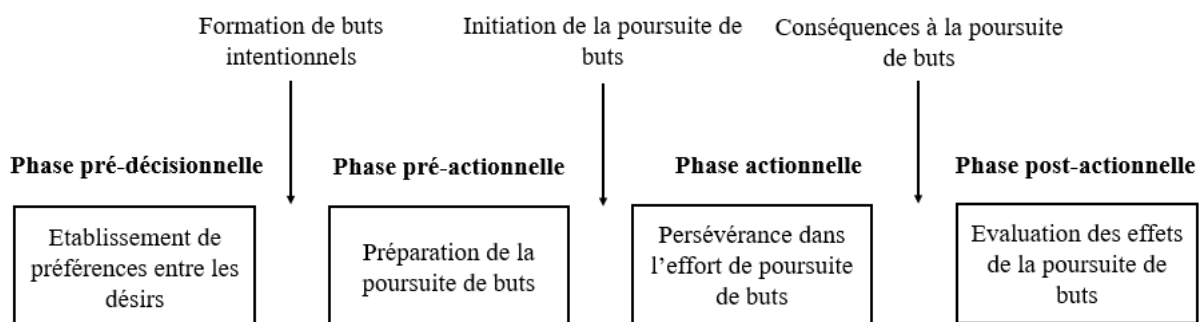 Formation de buts
intentionnels
Initiation de la poursuite de
buts
Conséquences à la poursuite
de buts
Phase pré-décisionnelle
Phase pré-actionnelle
Phase actionnelle
Phase post-actionnelle
Etablissement de
préférences entre les
désirs
Préparation de la
poursuite de buts
Persévérance dans
l'effort de poursuite
de buts
Evaluation des effets
de la poursuite de
buts